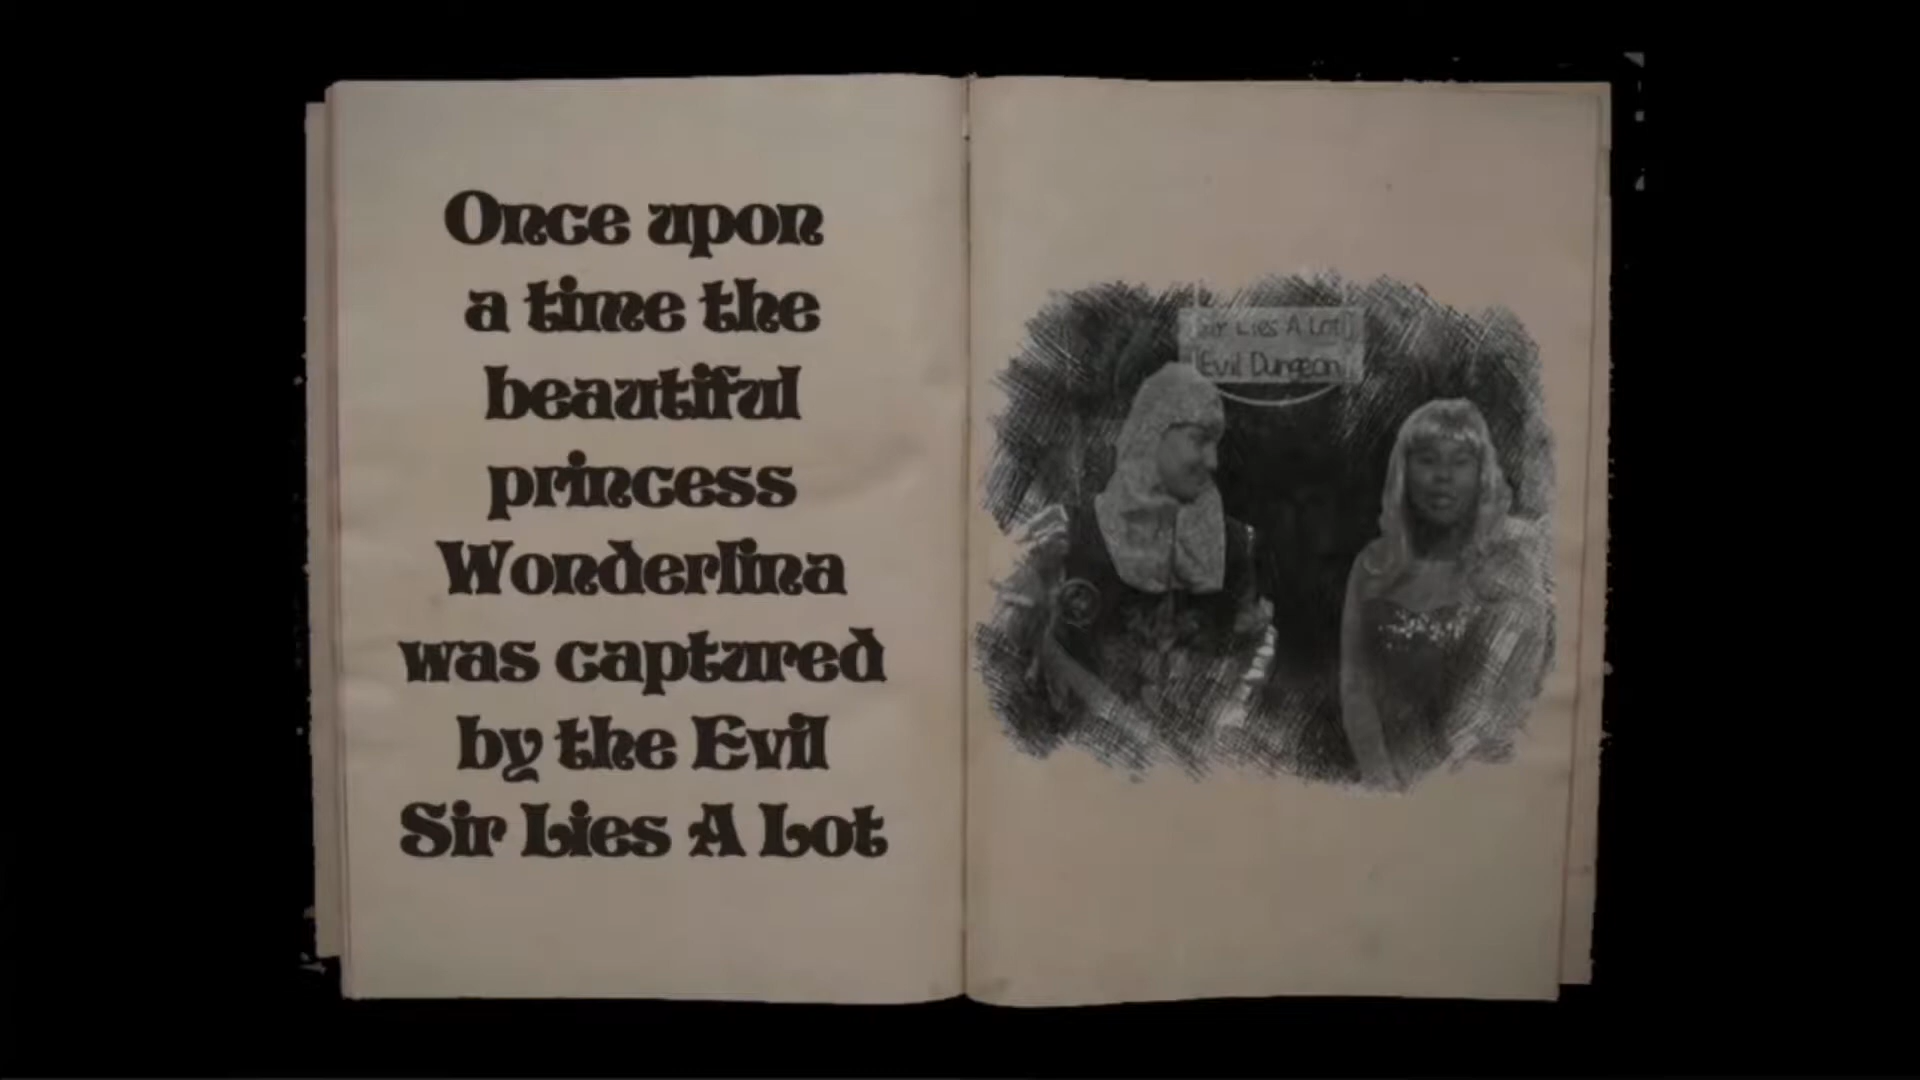 Once upon
a time the
beautiful
princess
Wonderlina
was captured
by the Evil
Sir Lies A Lot
Sir Lies A Lot
Evil Dungeon